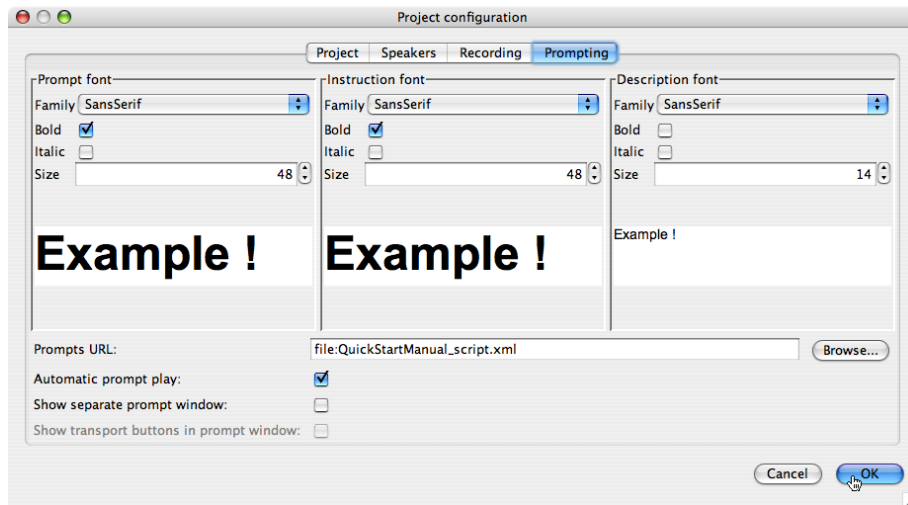 Project configuration
Project Speakers Recording Prompting
Prompt font Instruction font Description font
Family SansSerif Family SansSerif Family SansSerif
Bold Bold Bold
Italic Italic Italic
Size 48 Size 48 Size 14
Example ! Example ! Example !
Prompts URL: file:QuickStartManual_script.xml Browse...
Automatic prompt play:
Show separate prompt window:
Show transport buttons in prompt window:
Cancel OK